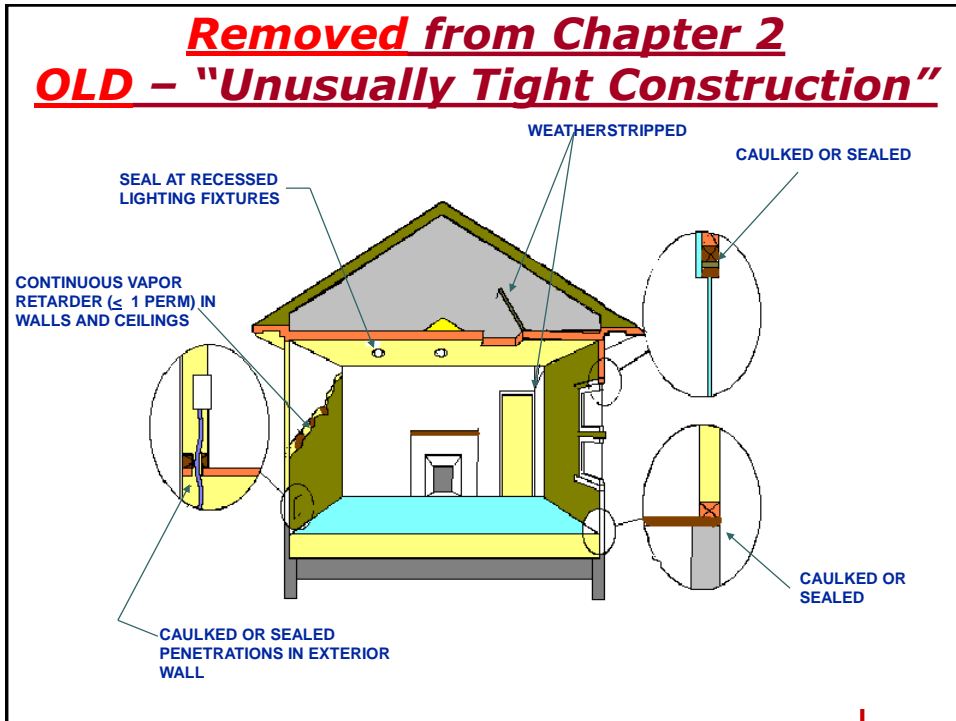 Removed from Chapter 2
OLD – “Unusually Tight Construction”
WEATHERSTRIPPED
CAULKED OR SEALED
SEAL AT RECESSED
LIGHTING FIXTURES
CONTINUOUS VAPOR
RETARDER (≤ 1 PERM) IN
WALLS AND CEILINGS
CAULKED OR
SEALED
CAULKED OR SEALED
PENETRATIONS IN EXTERIOR
WALL